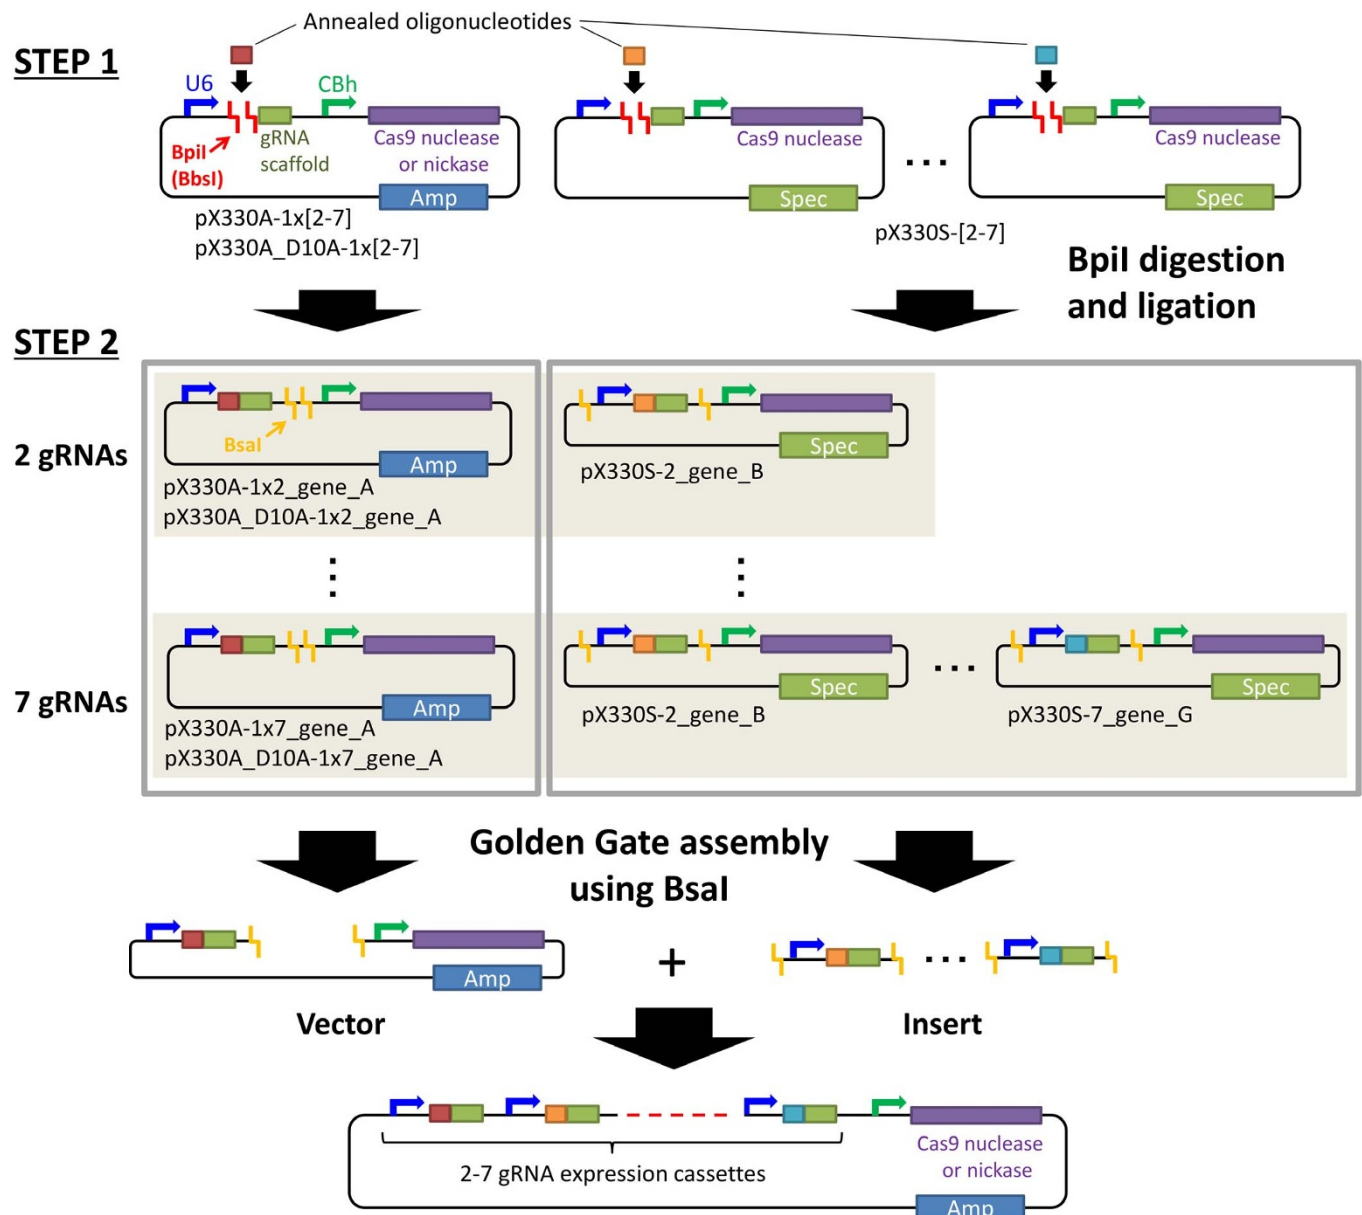 Annealed oligonucleotides
STEP 1
U6
CBh
BpiI
(BbsI)
gRNA
scaffold
Cas9 nuclease
or nickase
Amp
Cas9 nuclease
Spec
...
Cas9 nuclease
Spec
pX330A-1x[2-7]
pX330A_D10A-1x[2-7]
pX330S-[2-7]
BpiI digestion
and ligation
STEP 2
2 gRNAs
BsaI
Amp
pX330A-1x2_gene_A
pX330A_D10A-1x2_gene_A
Spec
pX330S-2_gene_B
7 gRNAs
Amp
pX330A-1x7_gene_A
pX330A_D10A-1x7_gene_A
Spec
pX330S-2_gene_B
...
Spec
pX330S-7_gene_G
Golden Gate assembly
using BsaI
Amp
Vector
+
...
Insert
2-7 gRNA expression cassettes
Cas9 nuclease
or nickase
Amp